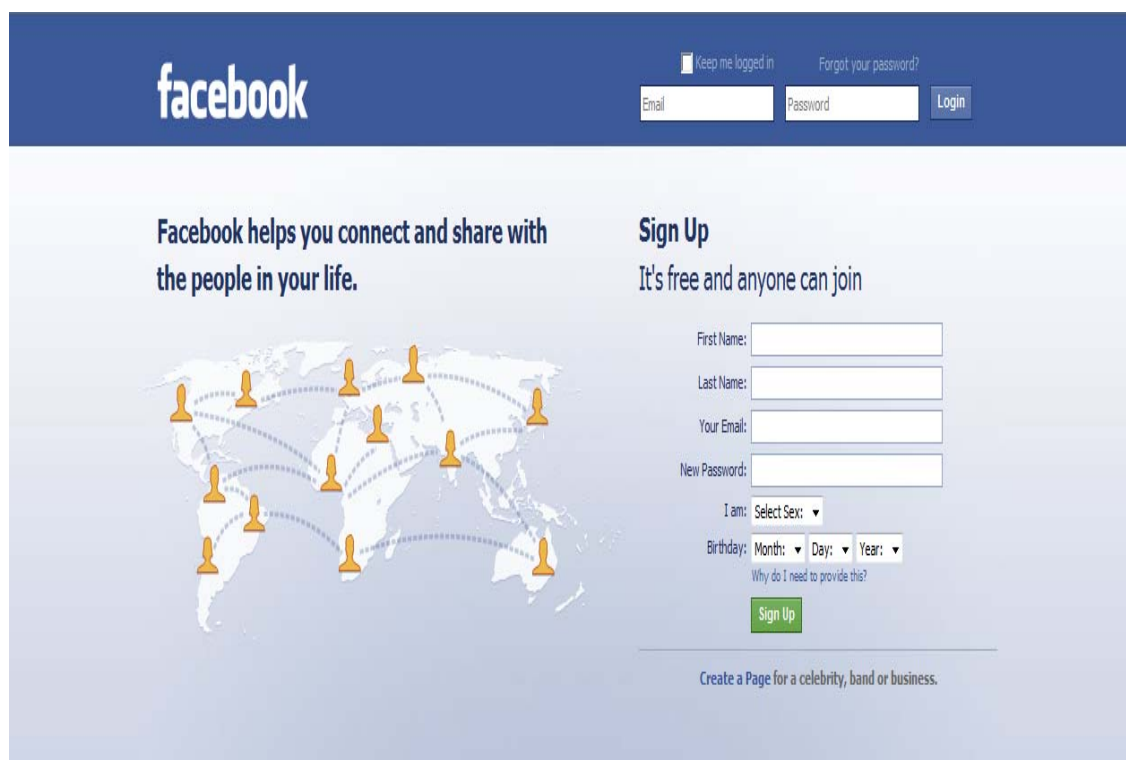 facebook
Keep me logged in
Forgot your password?
Email
Password
Login
Facebook helps you connect and share with
the people in your life.
Sign Up
It's free and anyone can join
First Name:
Last Name:
Your Email:
New Password:
I am: Select Sex:
Birthday: Month: Day: Year:
Why do I need to provide this?
Sign Up
Create a Page for a celebrity, band or business.